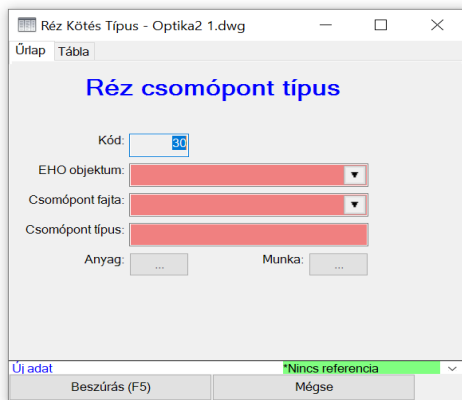 Réz Kötés Típus - Optika2 1.dwg
Űrlap Tábla
Réz csomópont típus
Kód: 30
EHO objektum:
Csomópont fajta:
Csomópont típus:
Anyag: ... Munka: ...
Új adat *Nincs referencia
Beszúrás (F5) Mégse